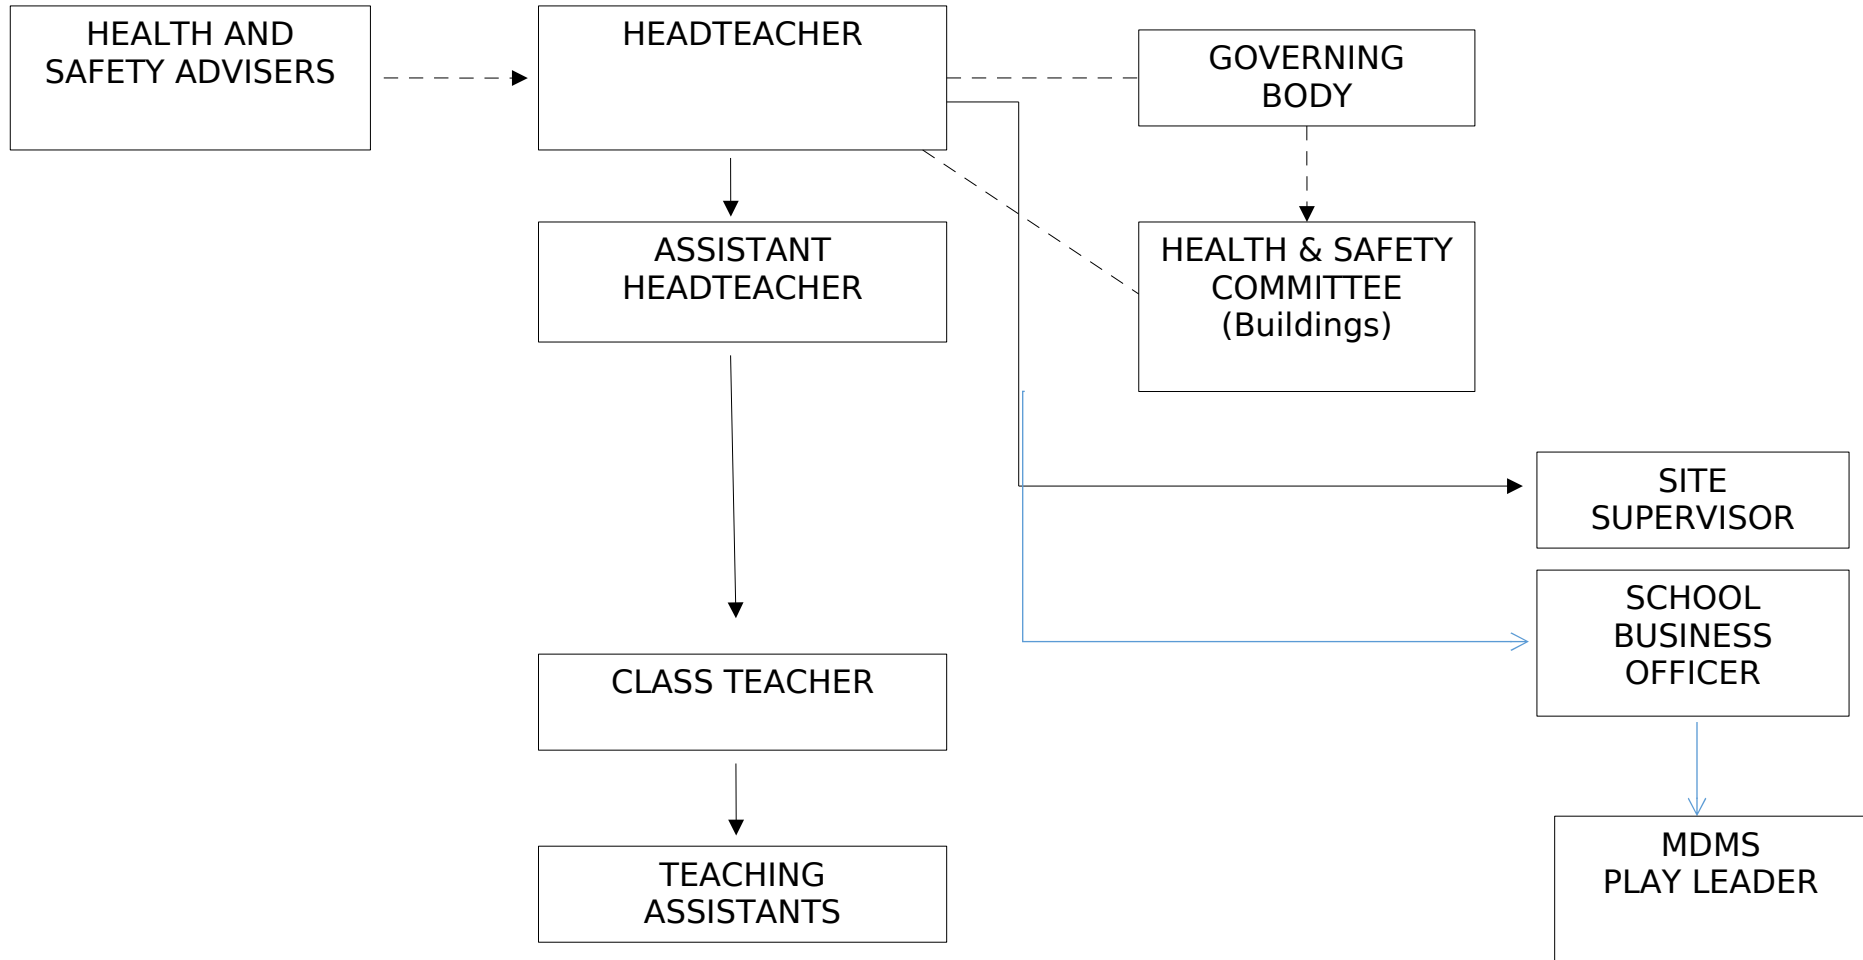 HEALTH AND
SAFETY ADVISERS
HEADTEACHER
GOVERNING
BODY
ASSISTANT
HEADTEACHER
HEALTH & SAFETY
COMMITTEE
(Buildings)
SITE
SUPERVISOR
SCHOOL
BUSINESS
OFFICER
CLASS TEACHER
MDMS
PLAY LEADER
TEACHING
ASSISTANTS